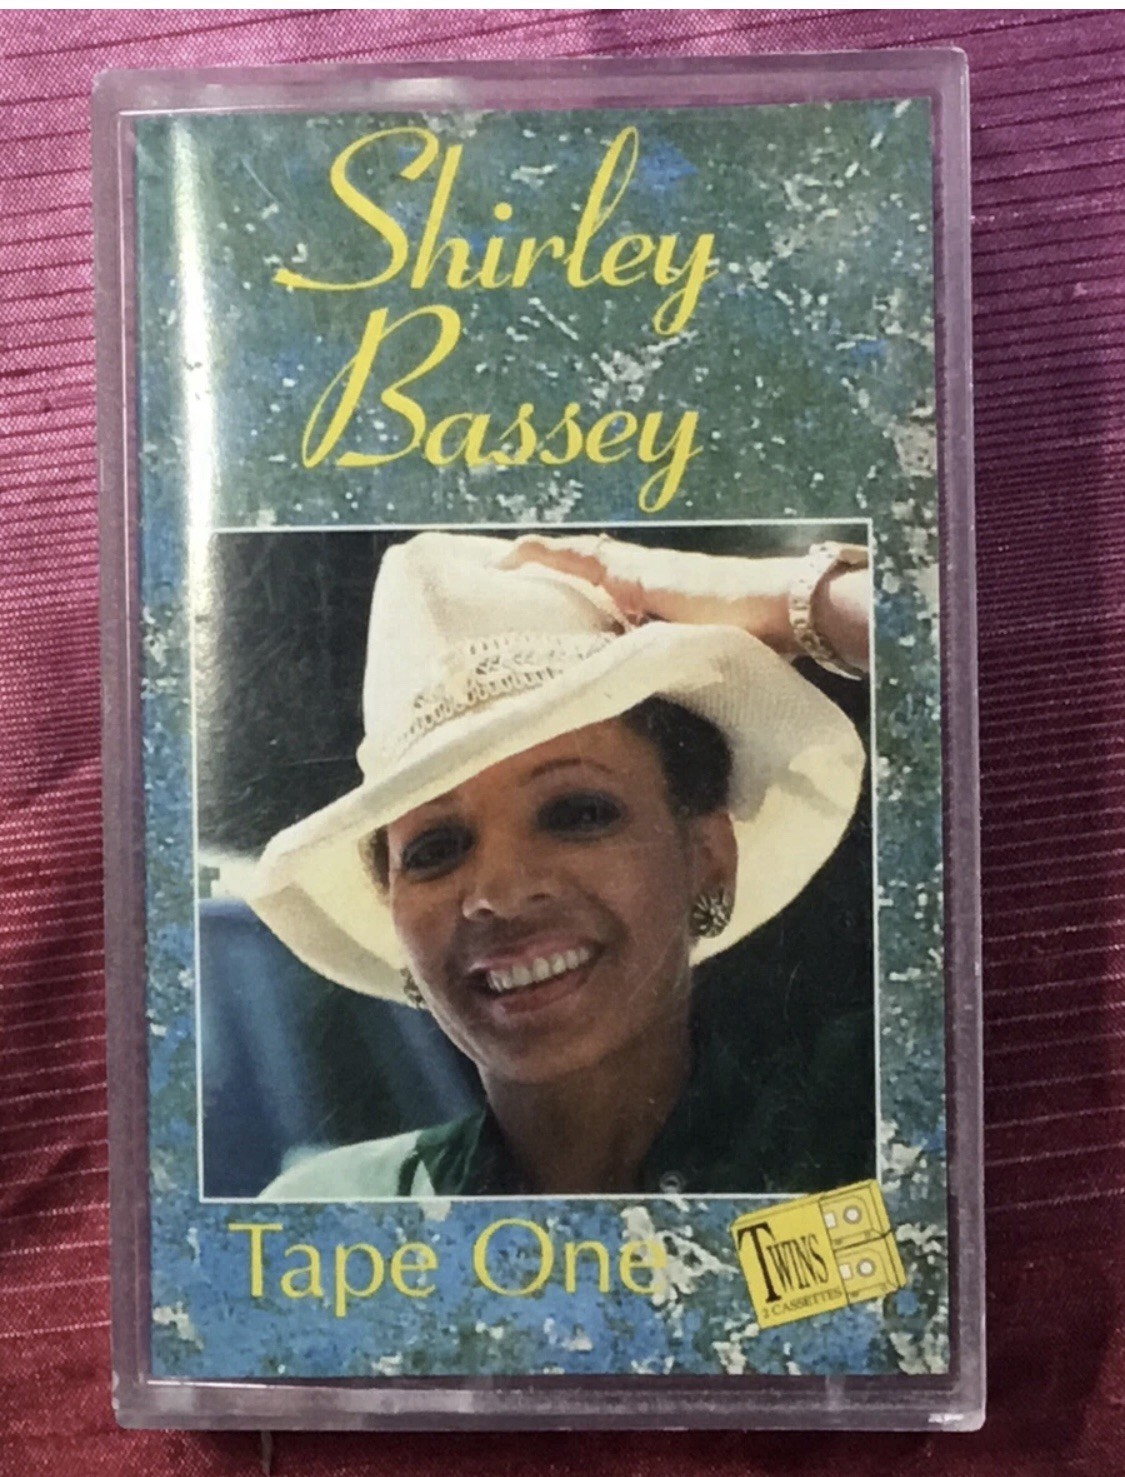 Shirley
Bassey
Tape One
TWINS
2 CASSETTES